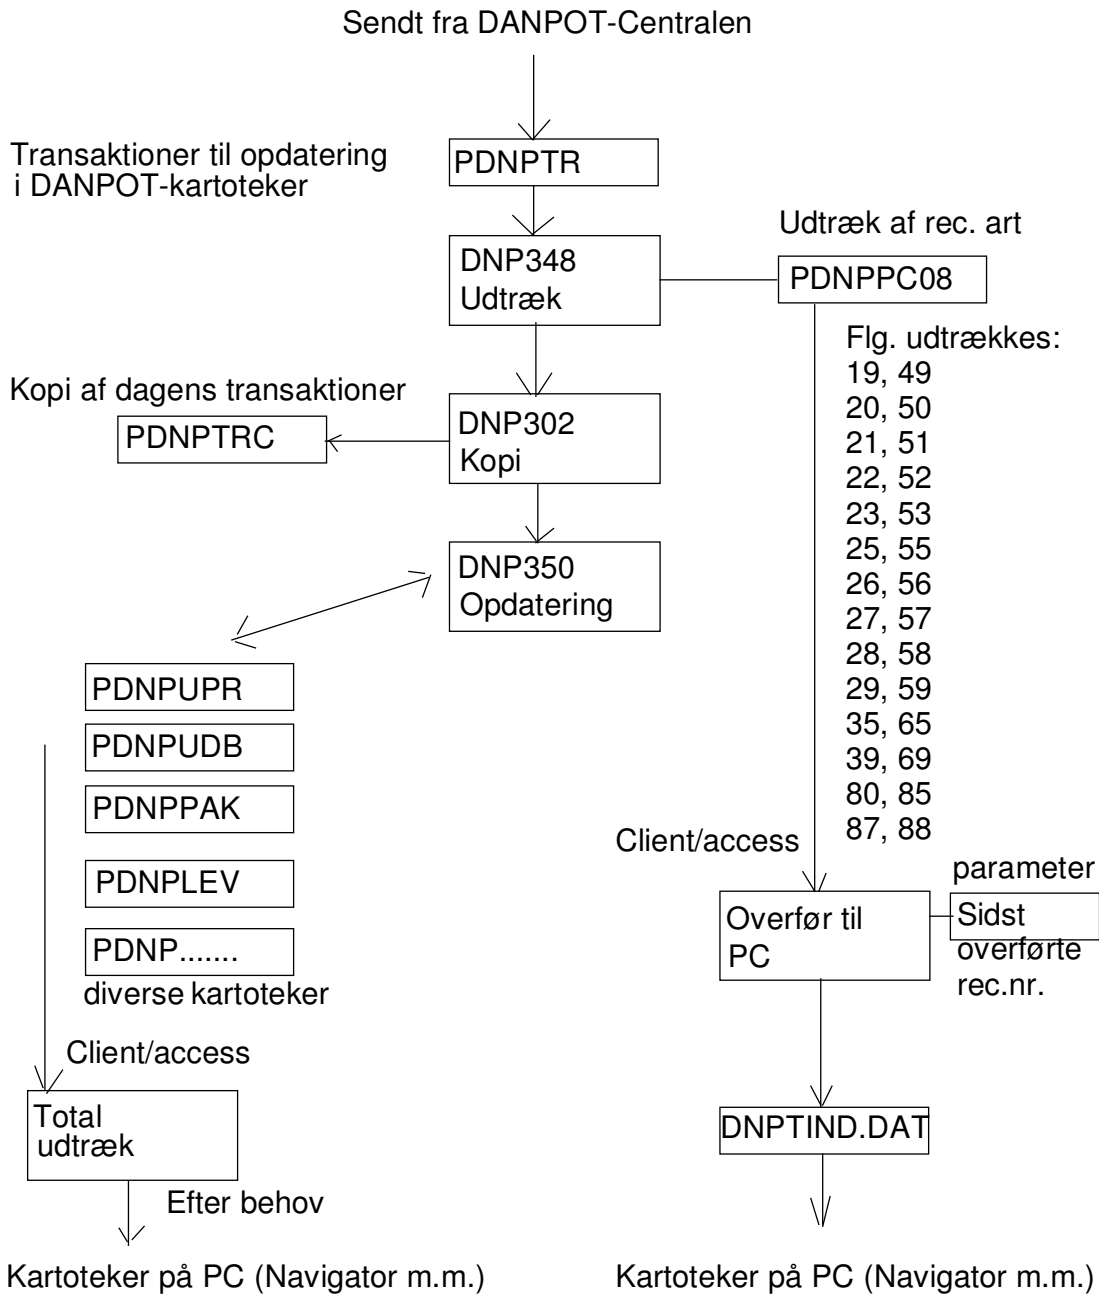 Sendt fra DANPOT-Centralen
Transaktioner til opdatering
i DANPOT-kartoteker
PDNPTR
DNP348
Udtræk
Udtræk af rec. art
PDNPPC08
Flg. udtrækkes:
19, 49
20, 50
21, 51
22, 52
23, 53
25, 55
26, 56
27, 57
28, 58
29, 59
35, 65
39, 69
80, 85
87, 88
Kopi af dagens transaktioner
PDNPTRC
DNP302
Kopi
DNP350
Opdatering
PDNPUPR
PDNPUDB
PDNPPAK
PDNPLEV
PDNP.......
diverse kartoteker
Client/access
Total
udtræk
Efter behov
Kartoteker på PC (Navigator m.m.)
Client/access
Overfør til
PC
parameter
Sidst
overførte
rec.nr.
DNPTIND.DAT
Kartoteker på PC (Navigator m.m.)